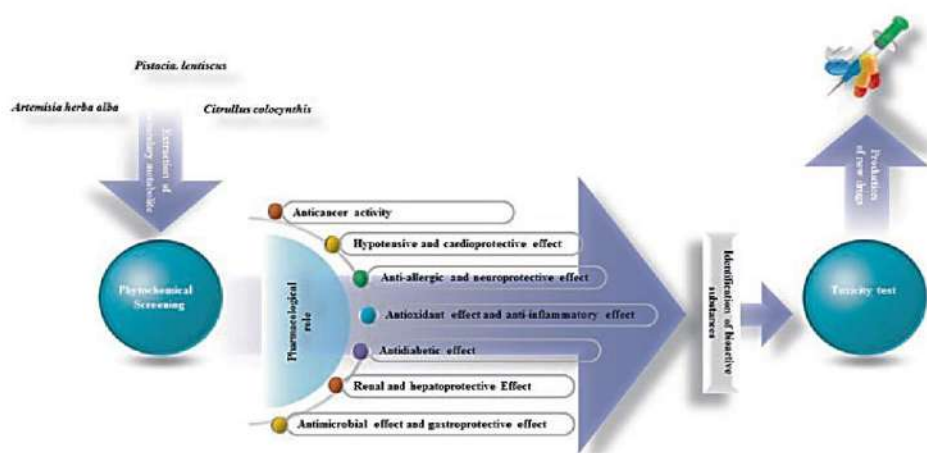 Pistacia. lentiscus
Artemisia herba alba
Citrullus colocynthis
Extraction of
secondary metabolite
Phytochemical
Screening
Pharmacological
role
Anticancer activity
Hypotensive and cardioprotective effect
Anti-allergic and neuroprotective effect
Antioxidant effect and anti-inflammatory effect
Antidiabetic effect
Renal and hepatoprotective Effect
Antimicrobial effect and gastroprotective effect
Identification of bioactive
substances
Toxicity test
Production
of new drugs